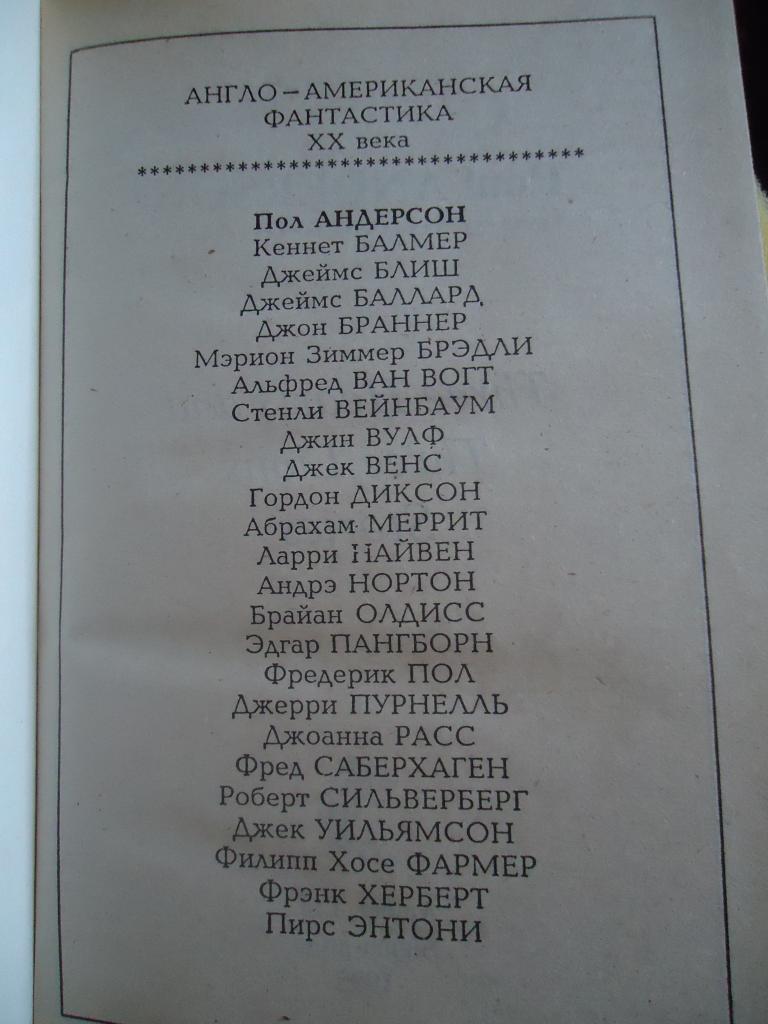 АНГЛО — АМЕРИКАНСКАЯ
ФАНТАСТИКА
XX века
***********************************
Пол АНДЕРСОН
Кеннет БАЛМЕР
Джеймс БЛИШ
Джеймс БАЛЛАРД
Джон БРАННЕР
Мэрион Зиммер БРЭДЛИ
Альфред ВАН ВОГТ
Стенли ВЕЙНБАУМ
Джин ВУЛФ
Джек ВЕНС
Гордон ДИКСОН
Абрахам МЕРРИТ
Ларри НАЙВЕН
Андрэ НОРТОН
Брайан ОЛДИСС
Эдгар ПАНГБОРН
Фредерик ПОЛ
Джерри ПУРНЕЛЛЬ
Джоанна РАСС
Фред САБЕРХАГЕН
Роберт СИЛЬВЕРБЕРГ
Джек УИЛЬЯМСОН
Филипп Хосе ФАРМЕР
Фрэнк ХЕРБЕРТ
Пирс ЭНТОНИ